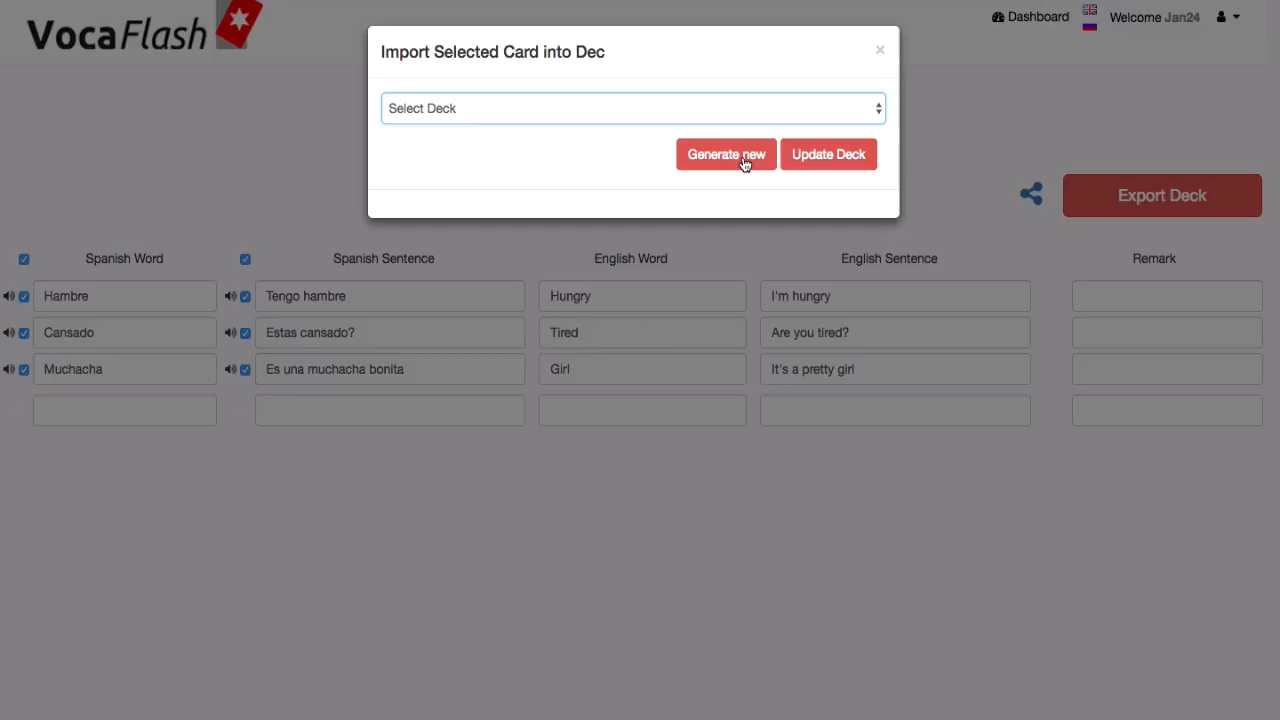 VocaFlash
Dashboard
Welcome Jan24
Import Selected Card into Dec
×
Select Deck
Generate new
Update Deck
Export Deck
Spanish Word Spanish Sentence English Word English Sentence Remark
Hambre Tengo hambre Hungry I'm hungry
Cansado Estas cansado? Tired Are you tired?
Muchacha Es una muchacha bonita Girl It's a pretty girl